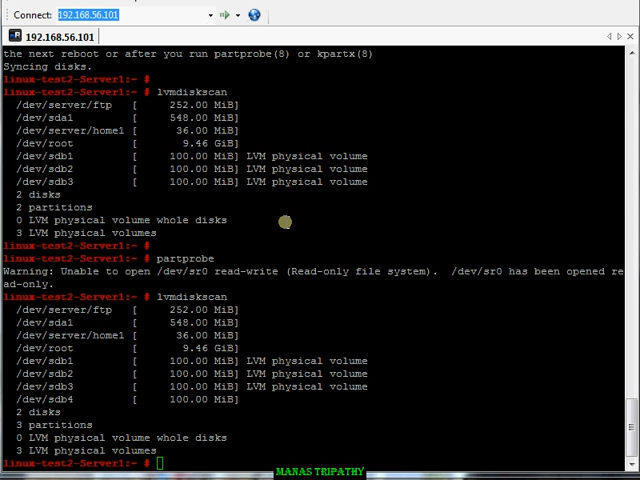 Connect: 192.168.56.101
192.168.56.101
the next reboot or after you run partprobe(8) or kpartx(8)
Syncing disks.
linux-test2-Server1:~ #
linux-test2-Server1:~ # lvmdiskscan
/dev/server/ftp [ 252.00 MiB]
/dev/sda1 [ 548.00 MiB]
/dev/server/home1 [ 36.00 MiB]
/dev/root [ 9.46 GiB]
/dev/sdb1 [ 100.00 MiB] LVM physical volume
/dev/sdb2 [ 100.00 MiB] LVM physical volume
/dev/sdb3 [ 100.00 MiB] LVM physical volume
2 disks
2 partitions
0 LVM physical volume whole disks
3 LVM physical volumes
linux-test2-Server1:~ #
linux-test2-Server1:~ # partprobe
Warning: Unable to open /dev/sr0 read-write (Read-only file system). /dev/sr0 has been opened re
ad-only.
linux-test2-Server1:~ # lvmdiskscan
/dev/server/ftp [ 252.00 MiB]
/dev/sda1 [ 548.00 MiB]
/dev/server/home1 [ 36.00 MiB]
/dev/root [ 9.46 GiB]
/dev/sdb1 [ 100.00 MiB] LVM physical volume
/dev/sdb2 [ 100.00 MiB] LVM physical volume
/dev/sdb3 [ 100.00 MiB] LVM physical volume
/dev/sdb4 [ 100.00 MiB]
2 disks
3 partitions
0 LVM physical volume whole disks
3 LVM physical volumes
linux-test2-Server1:~ #
MANAS TRIPATHY